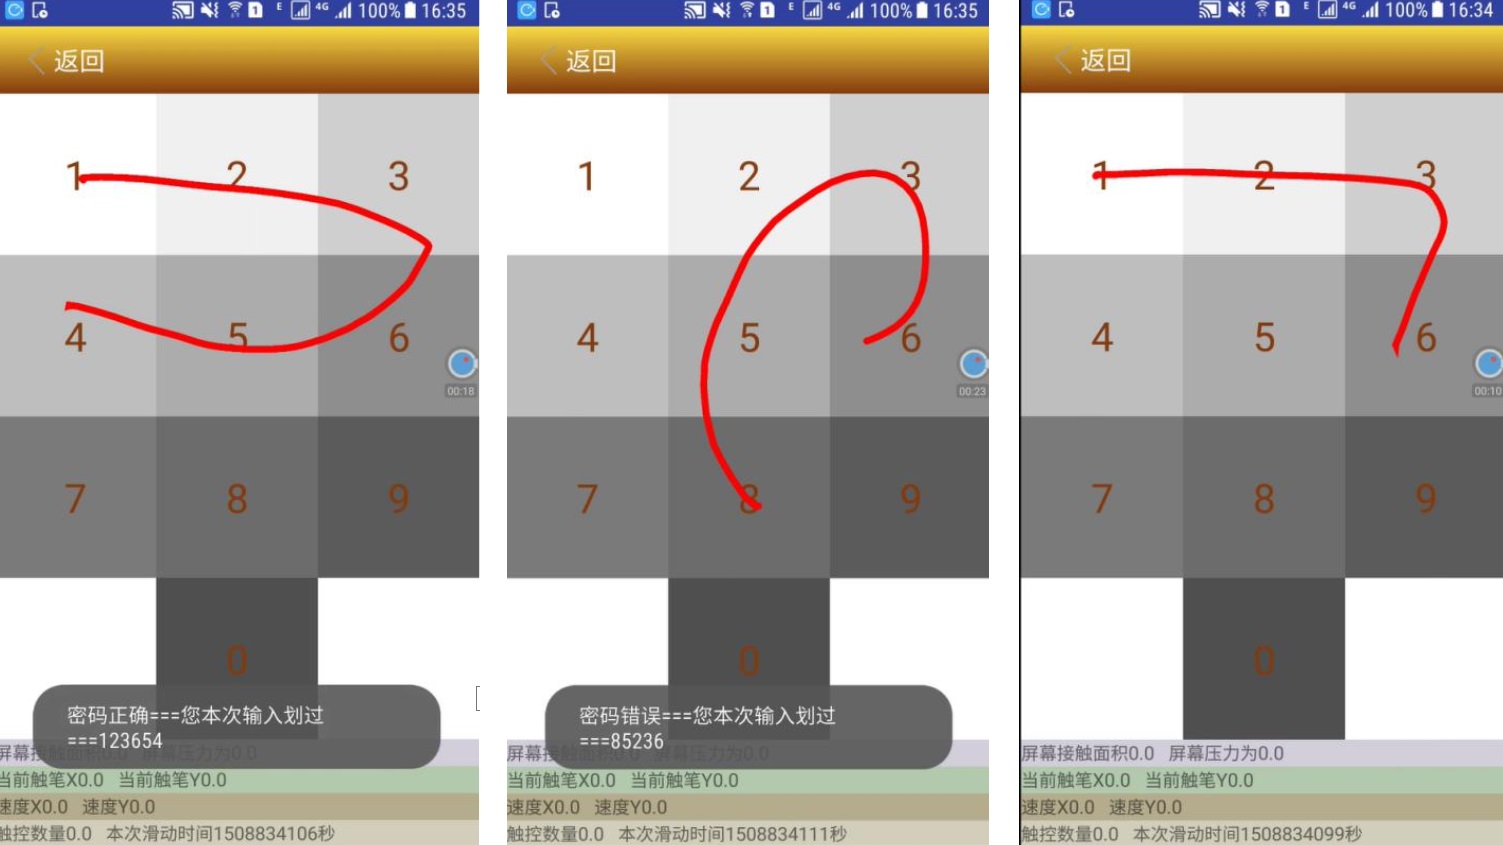 E 4G 100% 16:35
返回
1 2 3
4 5 6
00:18
7 8 9
0
密码正确===您本次输入划过
===123654
屏幕接触面积0.0 屏幕压力为0.0
当前触笔X0.0 当前触笔Y0.0
速度X0.0 速度Y0.0
触控数量0.0 本次滑动时间1508834106秒
E 4G 100% 16:35
返回
1 2 3
4 5 6
00:23
7 8 9
0
密码错误===您本次输入划过
===85236
屏幕接触面积0.0 屏幕压力为0.0
当前触笔X0.0 当前触笔Y0.0
速度X0.0 速度Y0.0
触控数量0.0 本次滑动时间1508834111秒
E 4G 100% 16:34
返回
1 2 3
4 5 6
00:10
7 8 9
0
屏幕接触面积0.0 屏幕压力为0.0
当前触笔X0.0 当前触笔Y0.0
速度X0.0 速度Y0.0
触控数量0.0 本次滑动时间1508834099秒